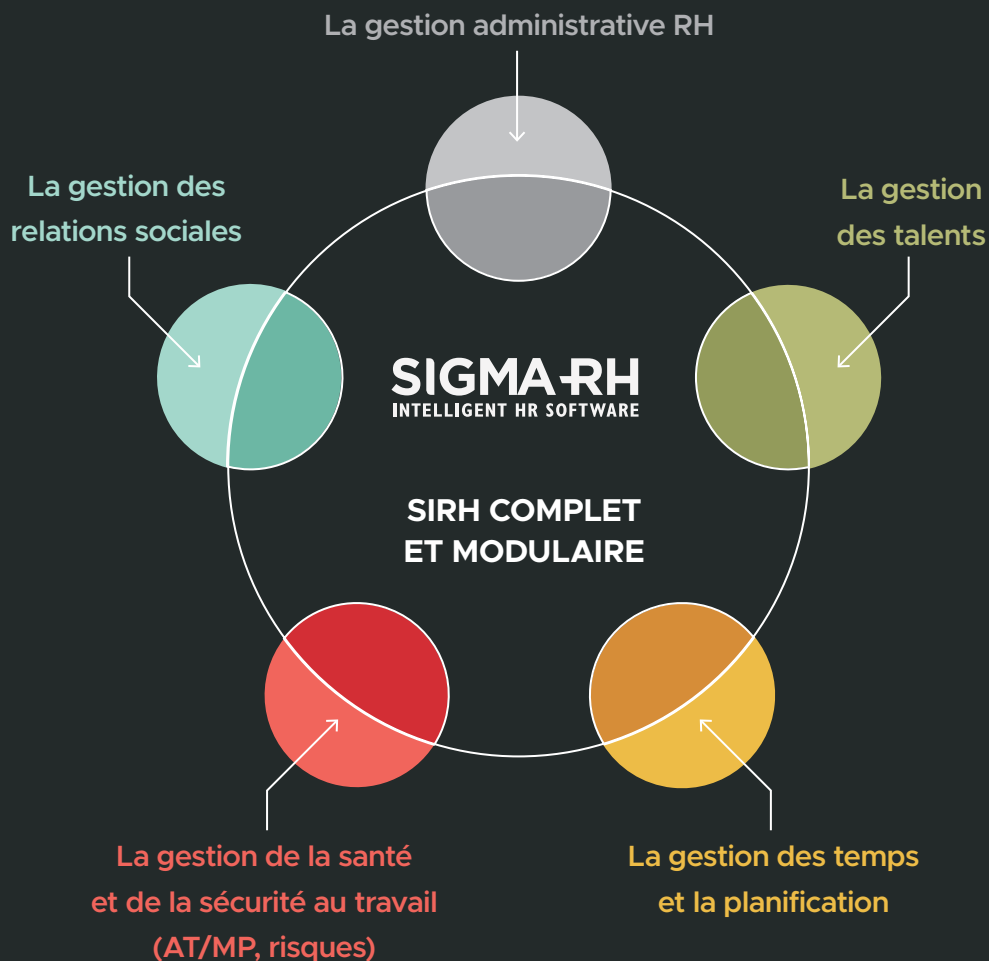 La gestion administrative RH
La gestion des
relations sociales
La gestion
des talents
SIGMA-RH
INTELLIGENT HR SOFTWARE
SIRH COMPLET
ET MODULAIRE
La gestion de la santé
et de la sécurité au travail
(AT/MP, risques)
La gestion des temps
et la planification